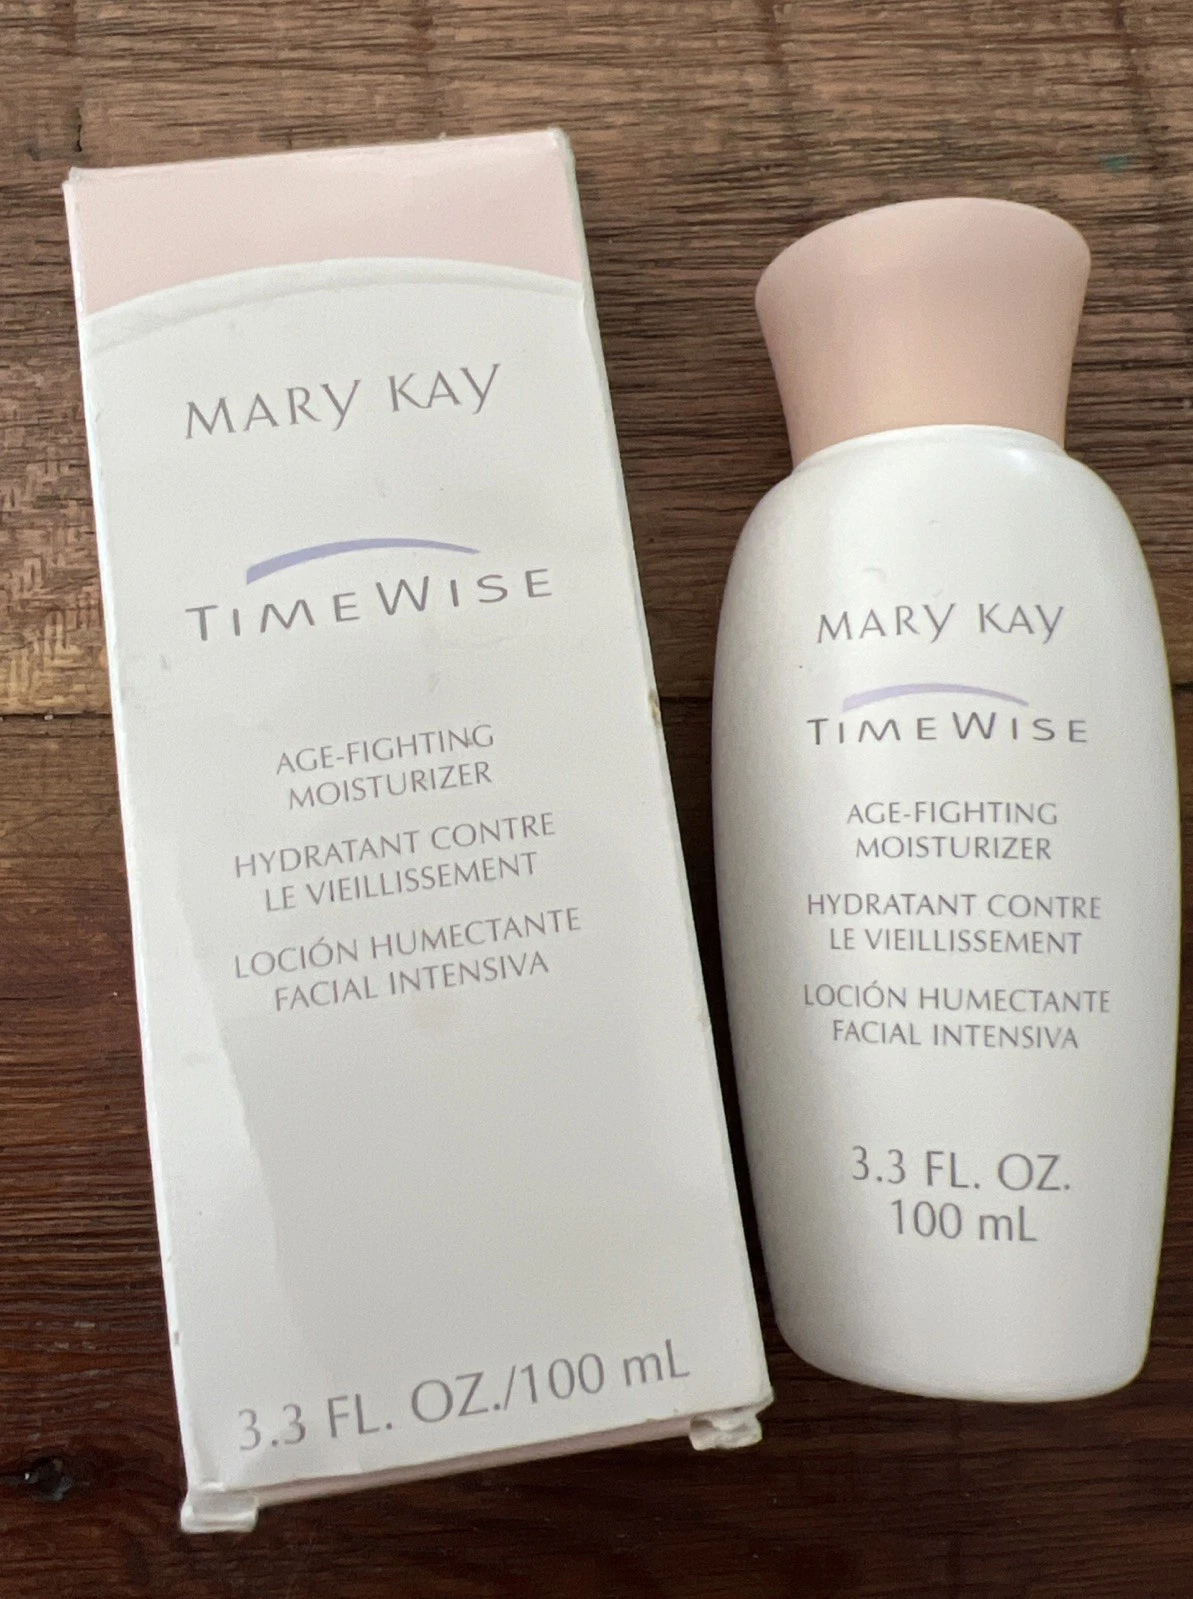 MARY KAY
TIMEWISE
AGE-FIGHTING
MOISTURIZER
HYDRATANT CONTRE
LE VIEILLISSEMENT
LOCIÓN HUMECTANTE
FACIAL INTENSIVA
3.3 FL. OZ./100 mL
MARY KAY
TIMEWISE
AGE-FIGHTING
MOISTURIZER
HYDRATANT CONTRE
LE VIEILLISSEMENT
LOCIÓN HUMECTANTE
FACIAL INTENSIVA
3.3 FL. OZ.
100 mL